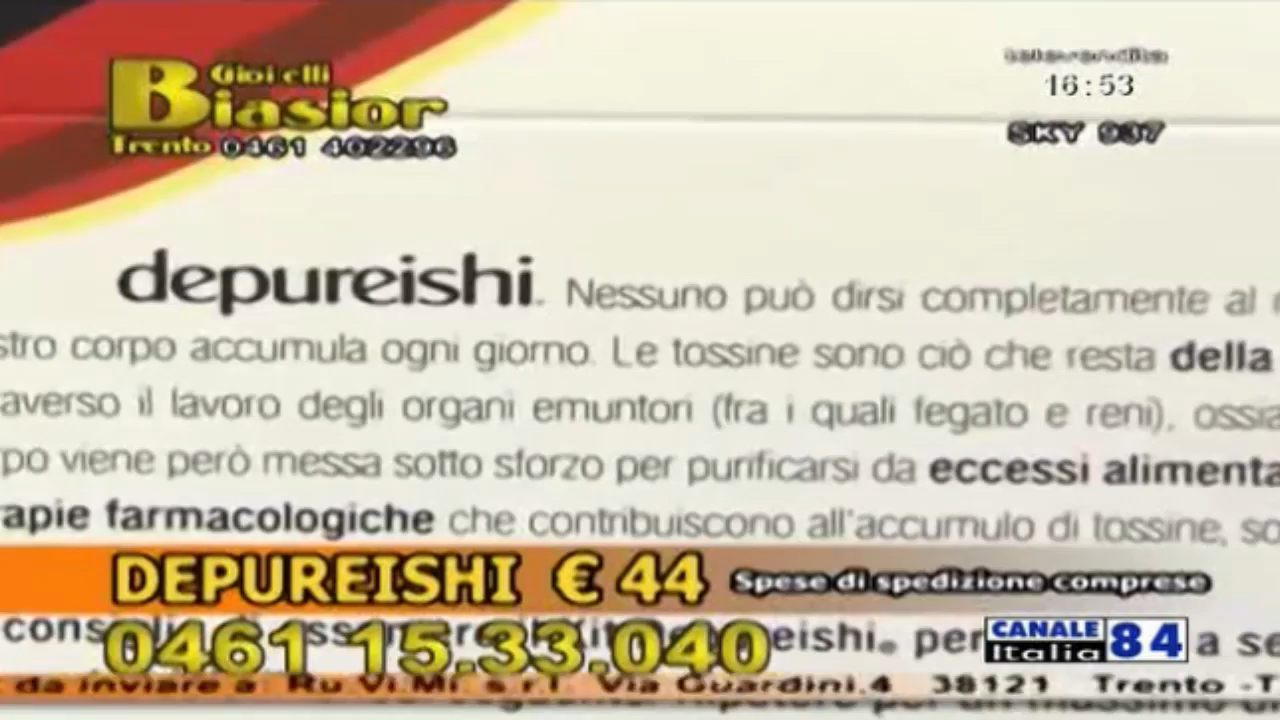 Gioielli
Biasior
Trento 0461 402296
televendita
16:53
SKY 937
depureishi. Nessuno può dirsi completamente al
stro corpo accumula ogni giorno. Le tossine sono ciò che resta della
averso il lavoro degli organi emuntori (fra i quali fegato e reni), ossia
po viene però messa sotto sforzo per purificarsi da eccessi alimenta
apie farmacologiche che contribuiscono all'accumulo di tossine, so
DEPUREISHI € 44 Spese di spedizione comprese
eishi. per a se
0461 15.33.040
CANALE
Italia 84
da inviare a Ru.Vi.Mi. s.r.l. Via Guardini,4 38121 Trento -T